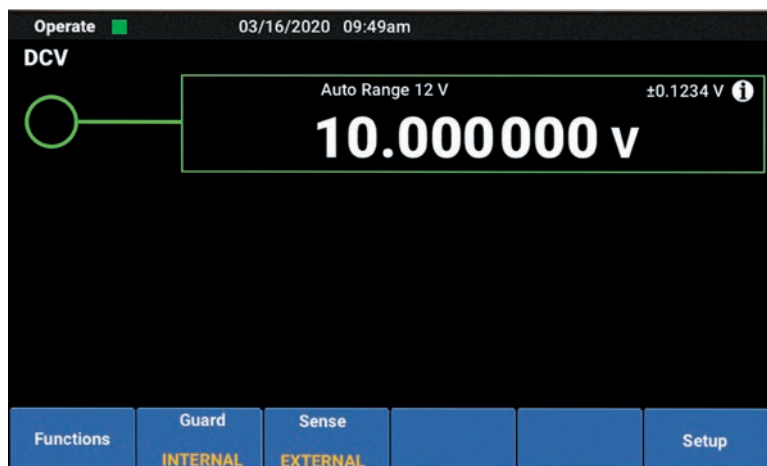 Operate 03/16/2020 09:49am
DCV
Auto Range 12 V ±0.1234 V i
10.000000 V
Guard Sense
Functions Setup
INTERNAL EXTERNAL